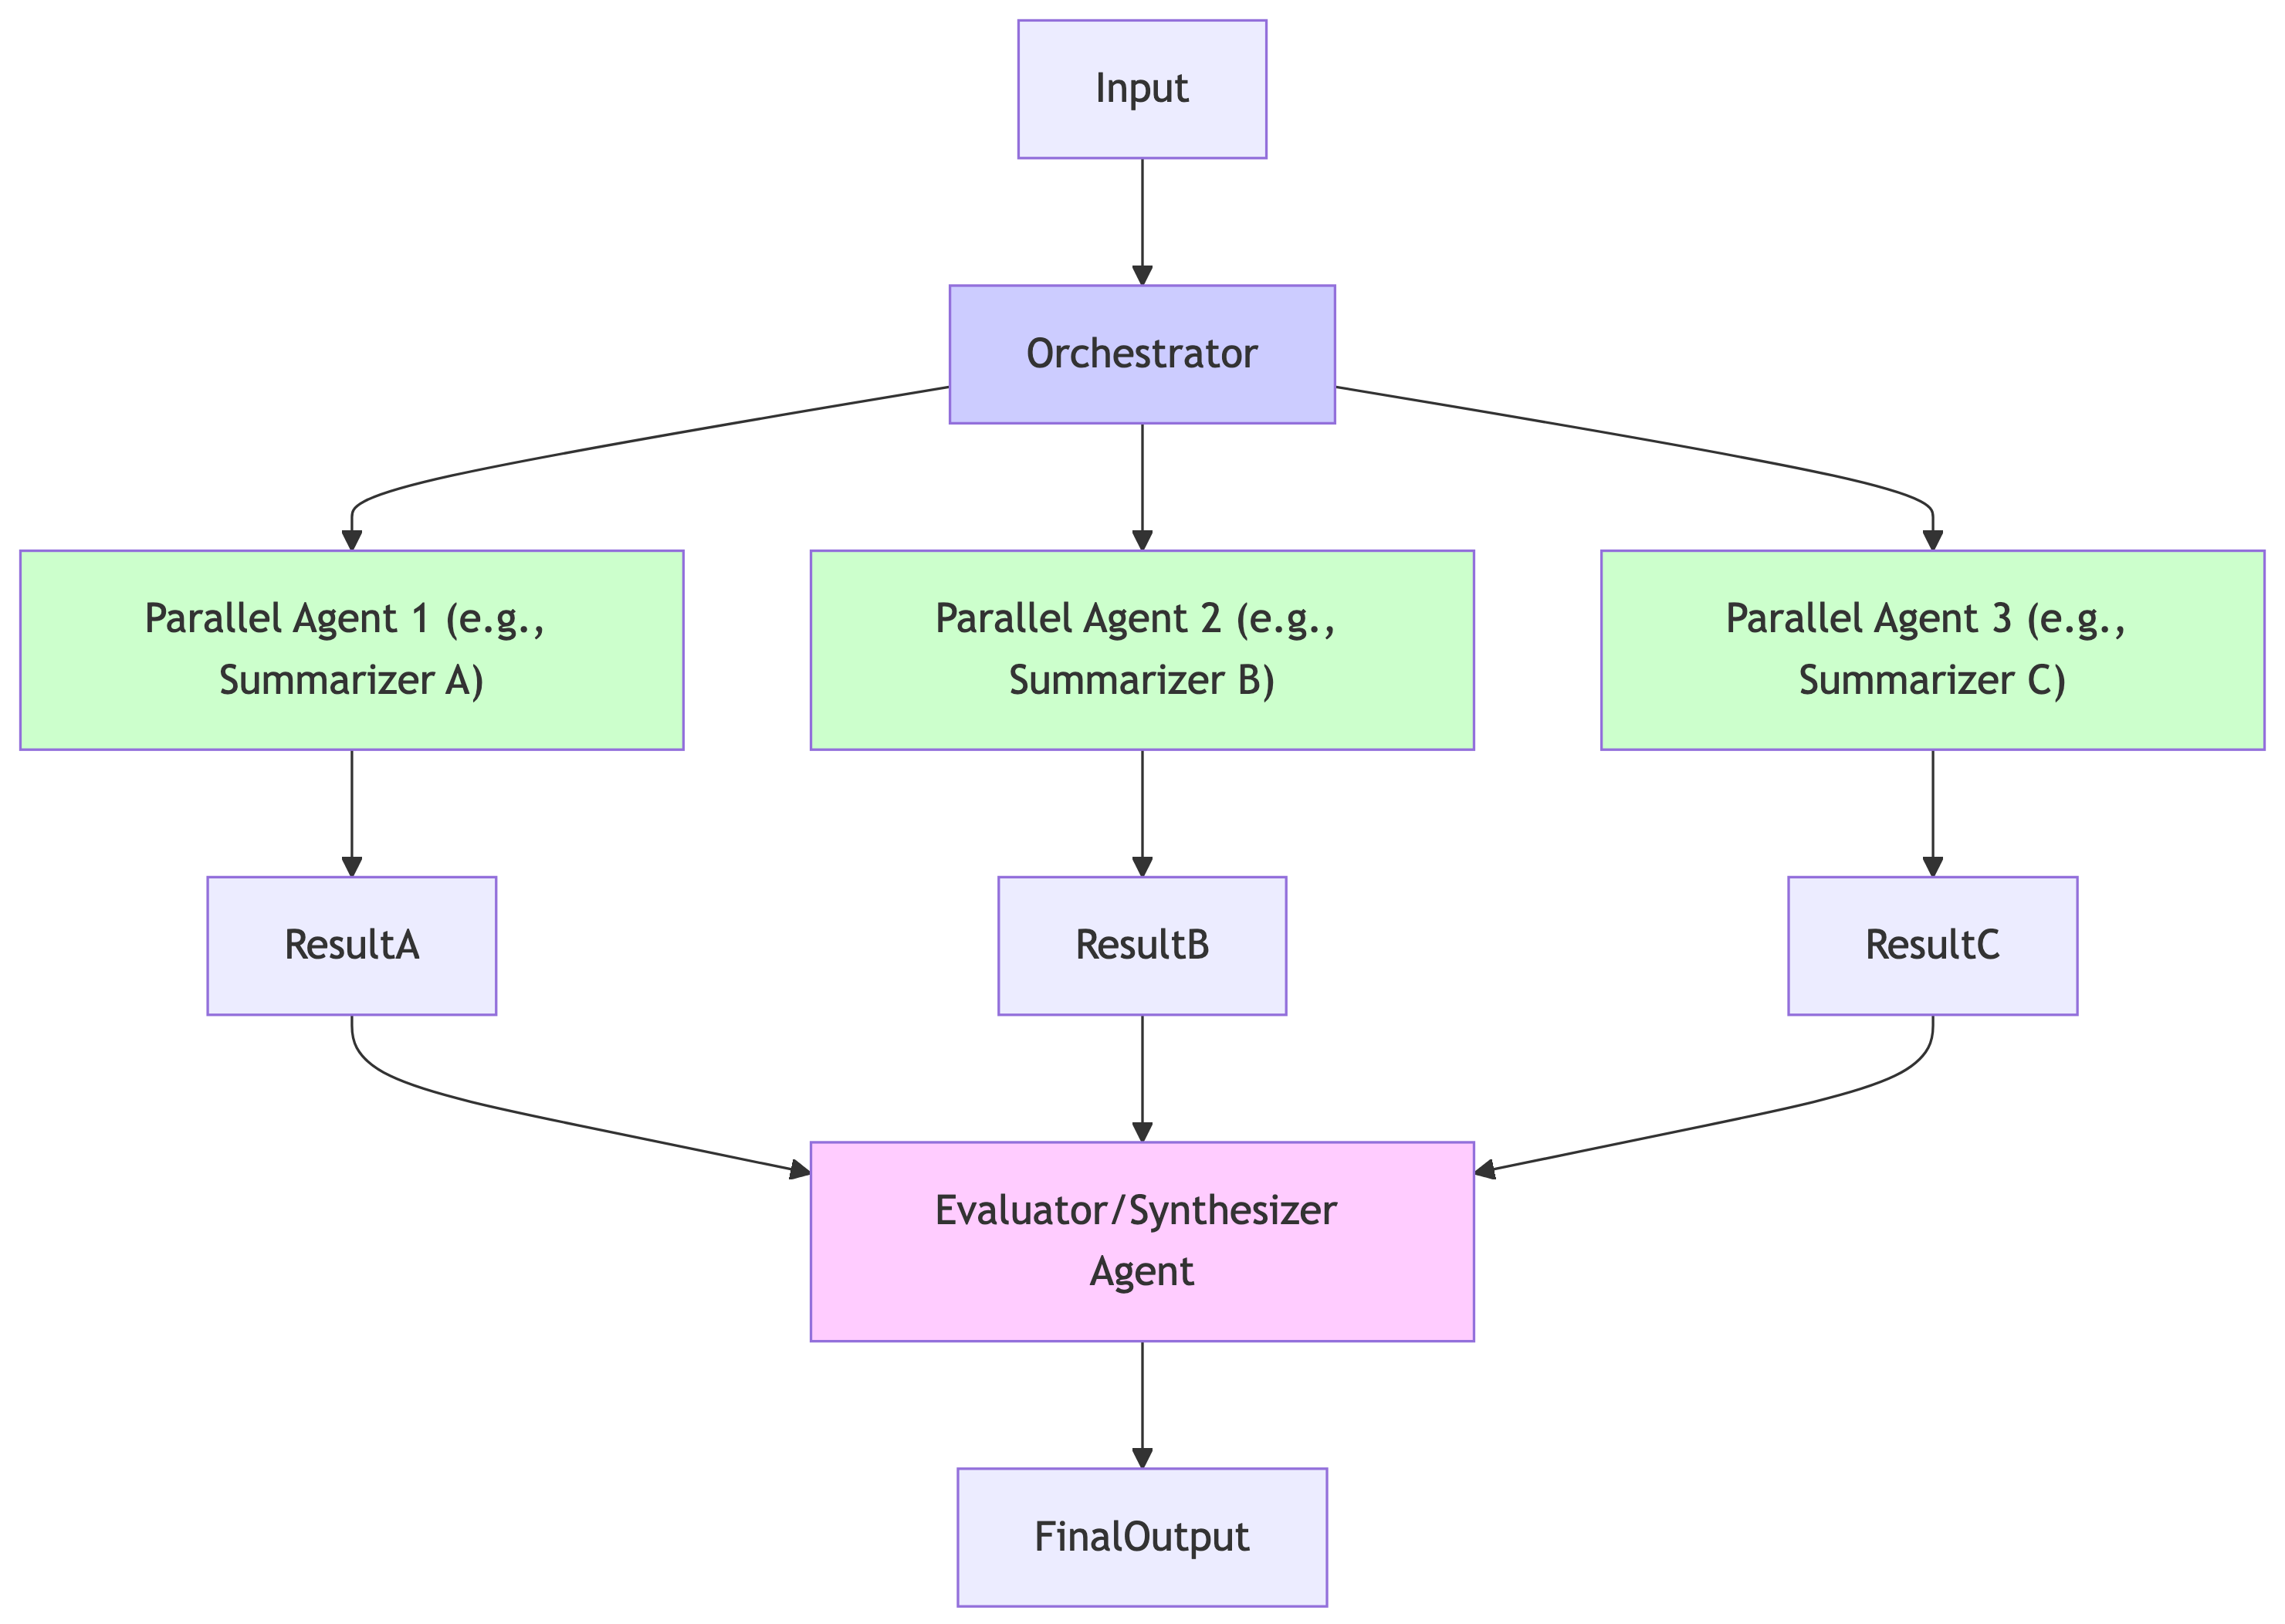 Input
Orchestrator
Parallel Agent 1 (e.g.,
Summarizer A)
Parallel Agent 2 (e.g.,
Summarizer B)
Parallel Agent 3 (e.g.,
Summarizer C)
ResultA
ResultB
ResultC
Evaluator/Synthesizer
Agent
FinalOutput